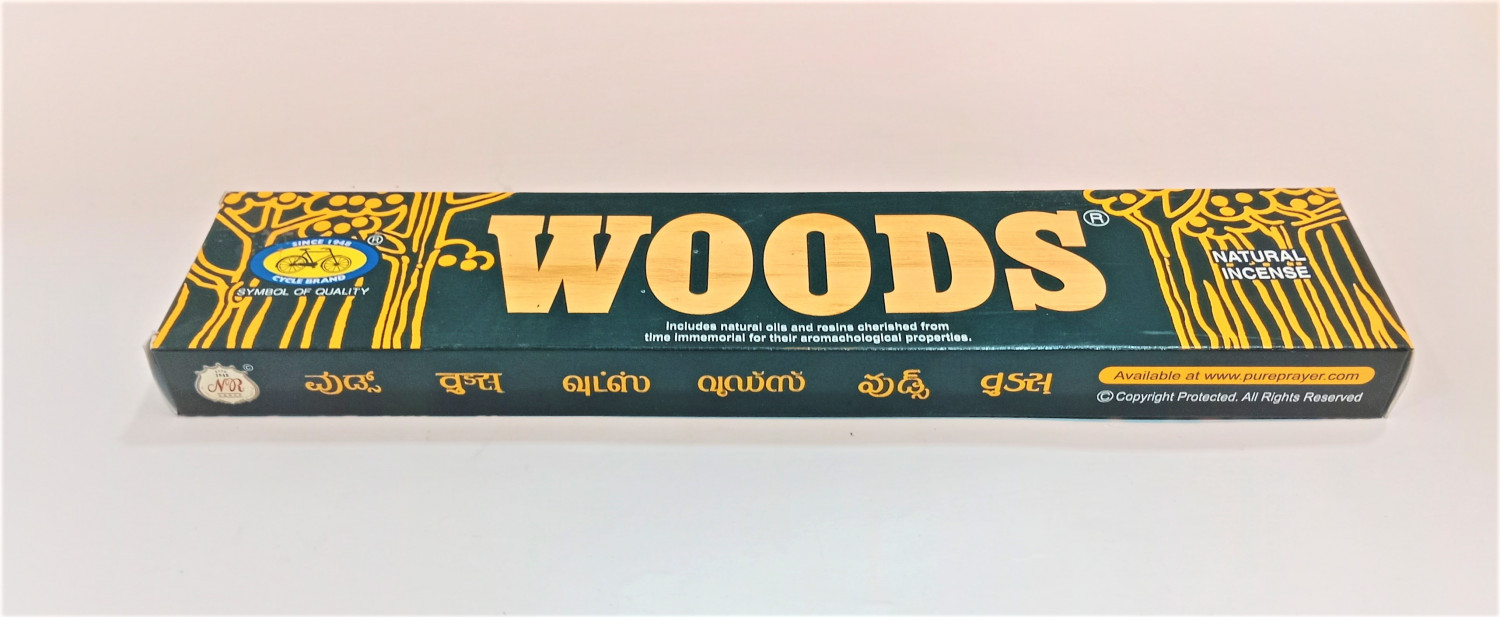 SINCE 1948
CYCLE BRAND
®
SYMBOL OF QUALITY
WOODS®
Includes natural oils and resins cherished from
time immemorial for their aromachological properties.
NATURAL
INCENSE
NR ©
ವುಡ್ಸ್ वुड्स வுட்ஸ் വുഡ്സ് వుడ్స్ વુડસ્
Available at www.pureprayer.com
© Copyright Protected. All Rights Reserved